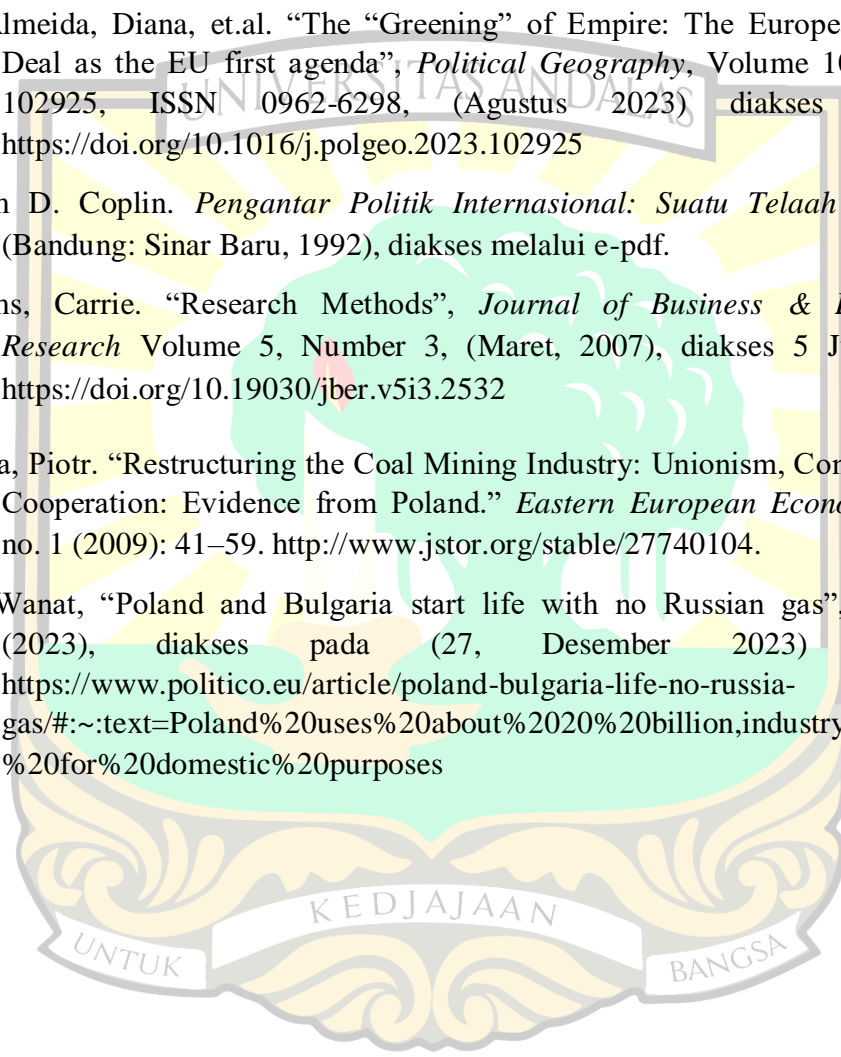 lmeida, Diana, et.al. “The “Greening” of Empire: The Europe
Deal as the EU first agenda”, Political Geography, Volume 10
102925, ISSN 0962-6298, (Agustus 2023) diakses
https://doi.org/10.1016/j.polgeo.2023.102925
n D. Coplin. Pengantar Politik Internasional: Suatu Telaah
(Bandung: Sinar Baru, 1992), diakses melalui e-pdf.
ns, Carrie. “Research Methods”, Journal of Business &
Research Volume 5, Number 3, (Maret, 2007), diakses 5 J
https://doi.org/10.19030/jber.v5i3.2532
a, Piotr. “Restructuring the Coal Mining Industry: Unionism, Con
Cooperation: Evidence from Poland.” Eastern European Econo
no. 1 (2009): 41–59. http://www.jstor.org/stable/27740104.
Wanat, “Poland and Bulgaria start life with no Russian gas”,
(2023), diakses pada (27, Desember 2023)
https://www.politico.eu/article/poland-bulgaria-life-no-russia-
gas/#:~:text=Poland%20uses%20about%2020%20billion,industry
%20for%20domestic%20purposes
UNIVERSITAS ANDALAS
UNTUK KEDJAJAAN BANGSA